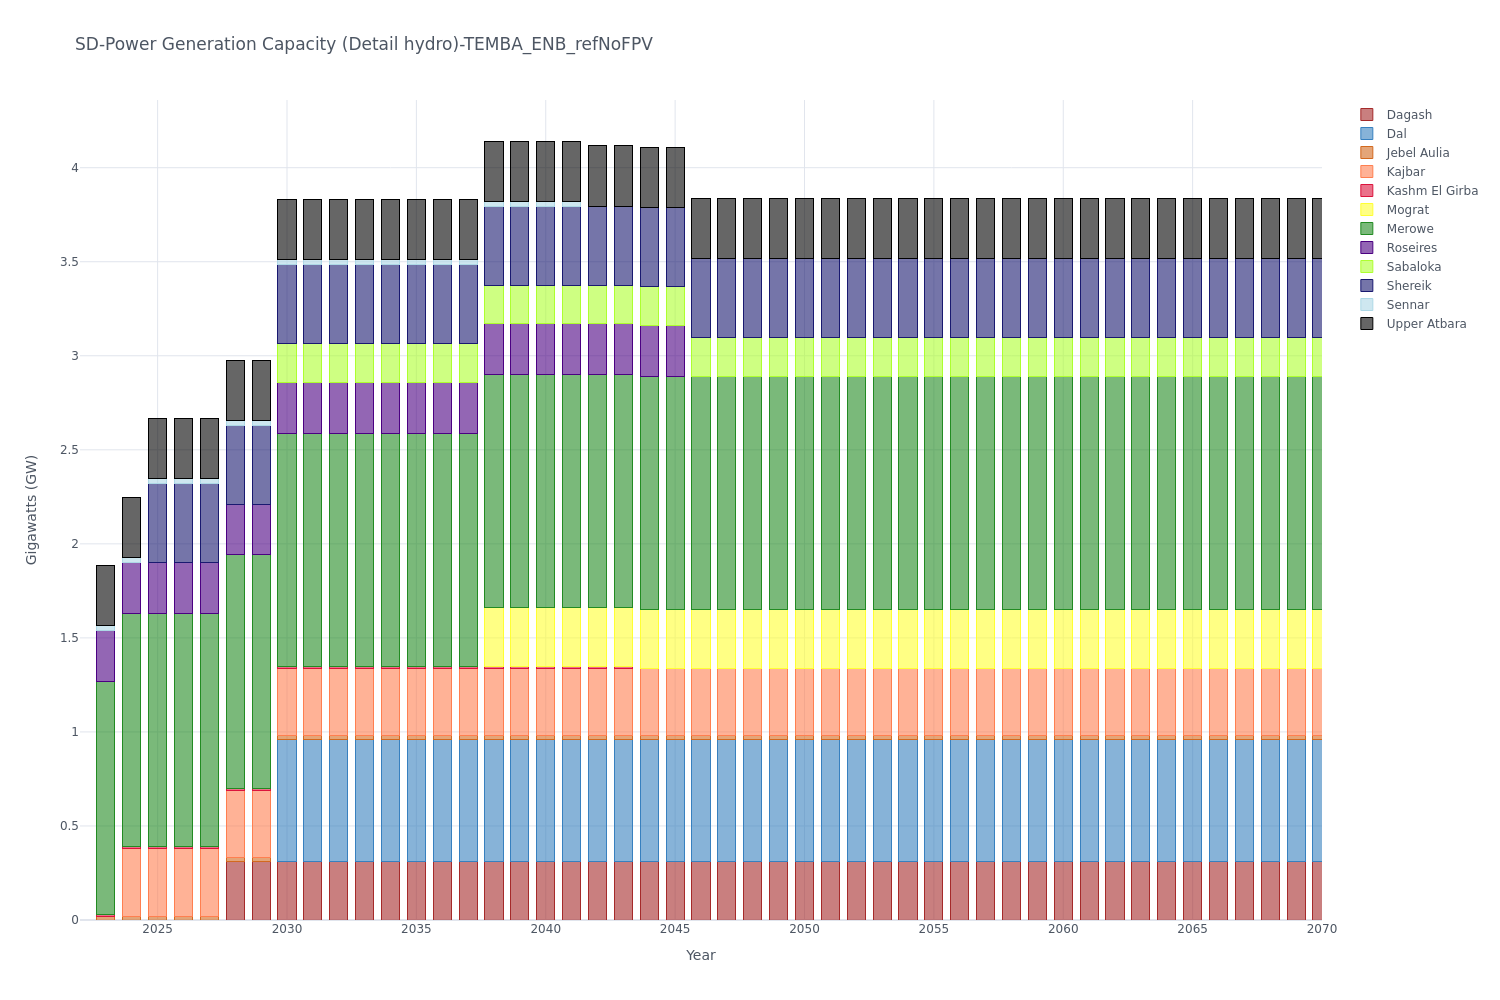 SD-Power Generation Capacity (Detail hydro)-TEMBA_ENB_refNoFPV
Dagash
Dal
Jebel Aulia
Kajbar
Kashm El Girba
Mograt
Merowe
Roseires
Sabaloka
Shereik
Sennar
Upper Atbara
4
3.5
3
2.5
2
1.5
1
0.5
0
Gigawatts (GW)
2025 2030 2035 2040 2045 2050 2055 2060 2065 2070
Year